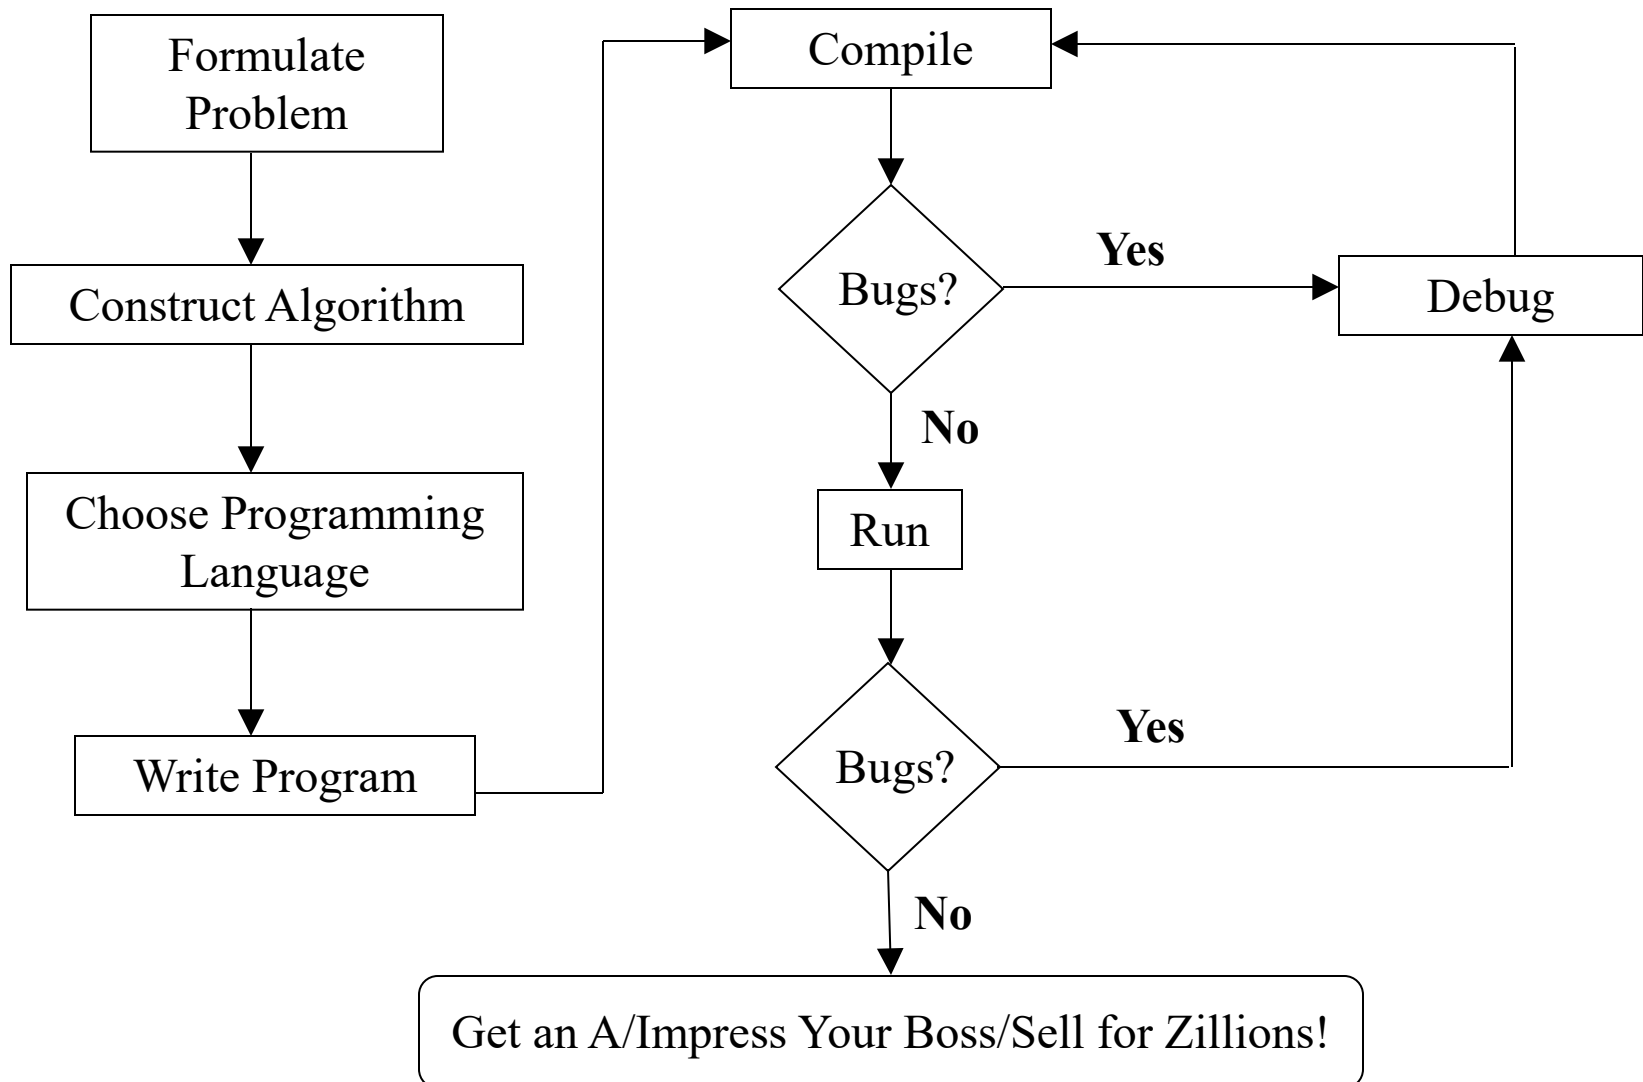 Formulate
Problem
Construct Algorithm
Choose Programming
Language
Write Program
Compile
Bugs?
Yes
Debug
No
Run
Bugs?
Yes
No
Get an A/Impress Your Boss/Sell for Zillions!